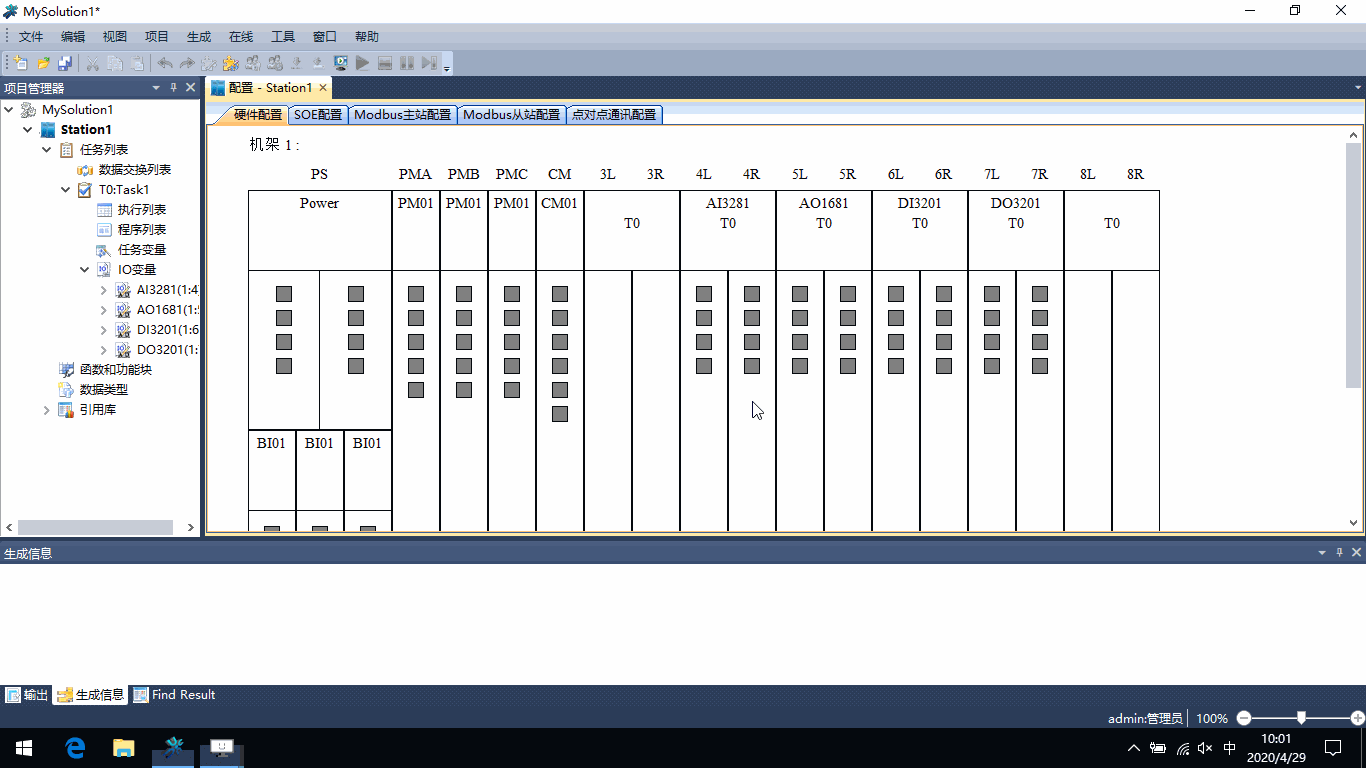 MySolution1*
文件 编辑 视图 项目 生成 在线 工具 窗口 帮助
项目管理器
配置 - Station1
MySolution1
Station1
任务列表
数据交换列表
T0:Task1
执行列表
程序列表
任务变量
IO变量
AI3281(1:4
AO1681(1:5
DI3201(1:6
DO3201(1:
函数和功能块
数据类型
引用库
硬件配置 SOE配置 Modbus主站配置 Modbus从站配置 点对点通讯配置
机架 1 :
PS PMA PMB PMC CM 3L 3R 4L 4R 5L 5R 6L 6R 7L 7R 8L 8R
Power PM01 PM01 PM01 CM01 AI3281 AO1681 DI3201 DO3201
T0 T0 T0 T0 T0 T0
BI01 BI01 BI01
生成信息
输出 生成信息 Find Result
admin:管理员 100%
中 10:01
2020/4/29